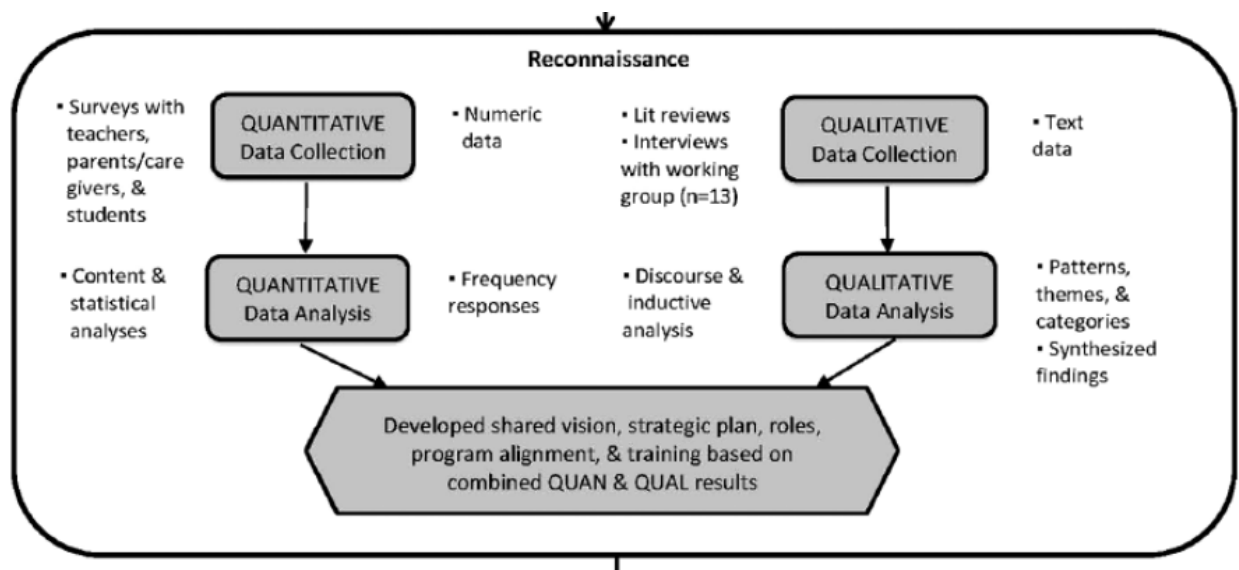 Reconnaissance
▪ Surveys with
teachers,
parents/care
givers, &
students
QUANTITATIVE
Data Collection
▪ Numeric
data
▪ Lit reviews
▪ Interviews
with working
group (n=13)
QUALITATIVE
Data Collection
▪ Text
data
▪ Content &
statistical
analyses
QUANTITATIVE
Data Analysis
▪ Frequency
responses
▪ Discourse &
inductive
analysis
QUALITATIVE
Data Analysis
▪ Patterns,
themes, &
categories
▪ Synthesized
findings
Developed shared vision, strategic plan, roles,
program alignment, & training based on
combined QUAN & QUAL results